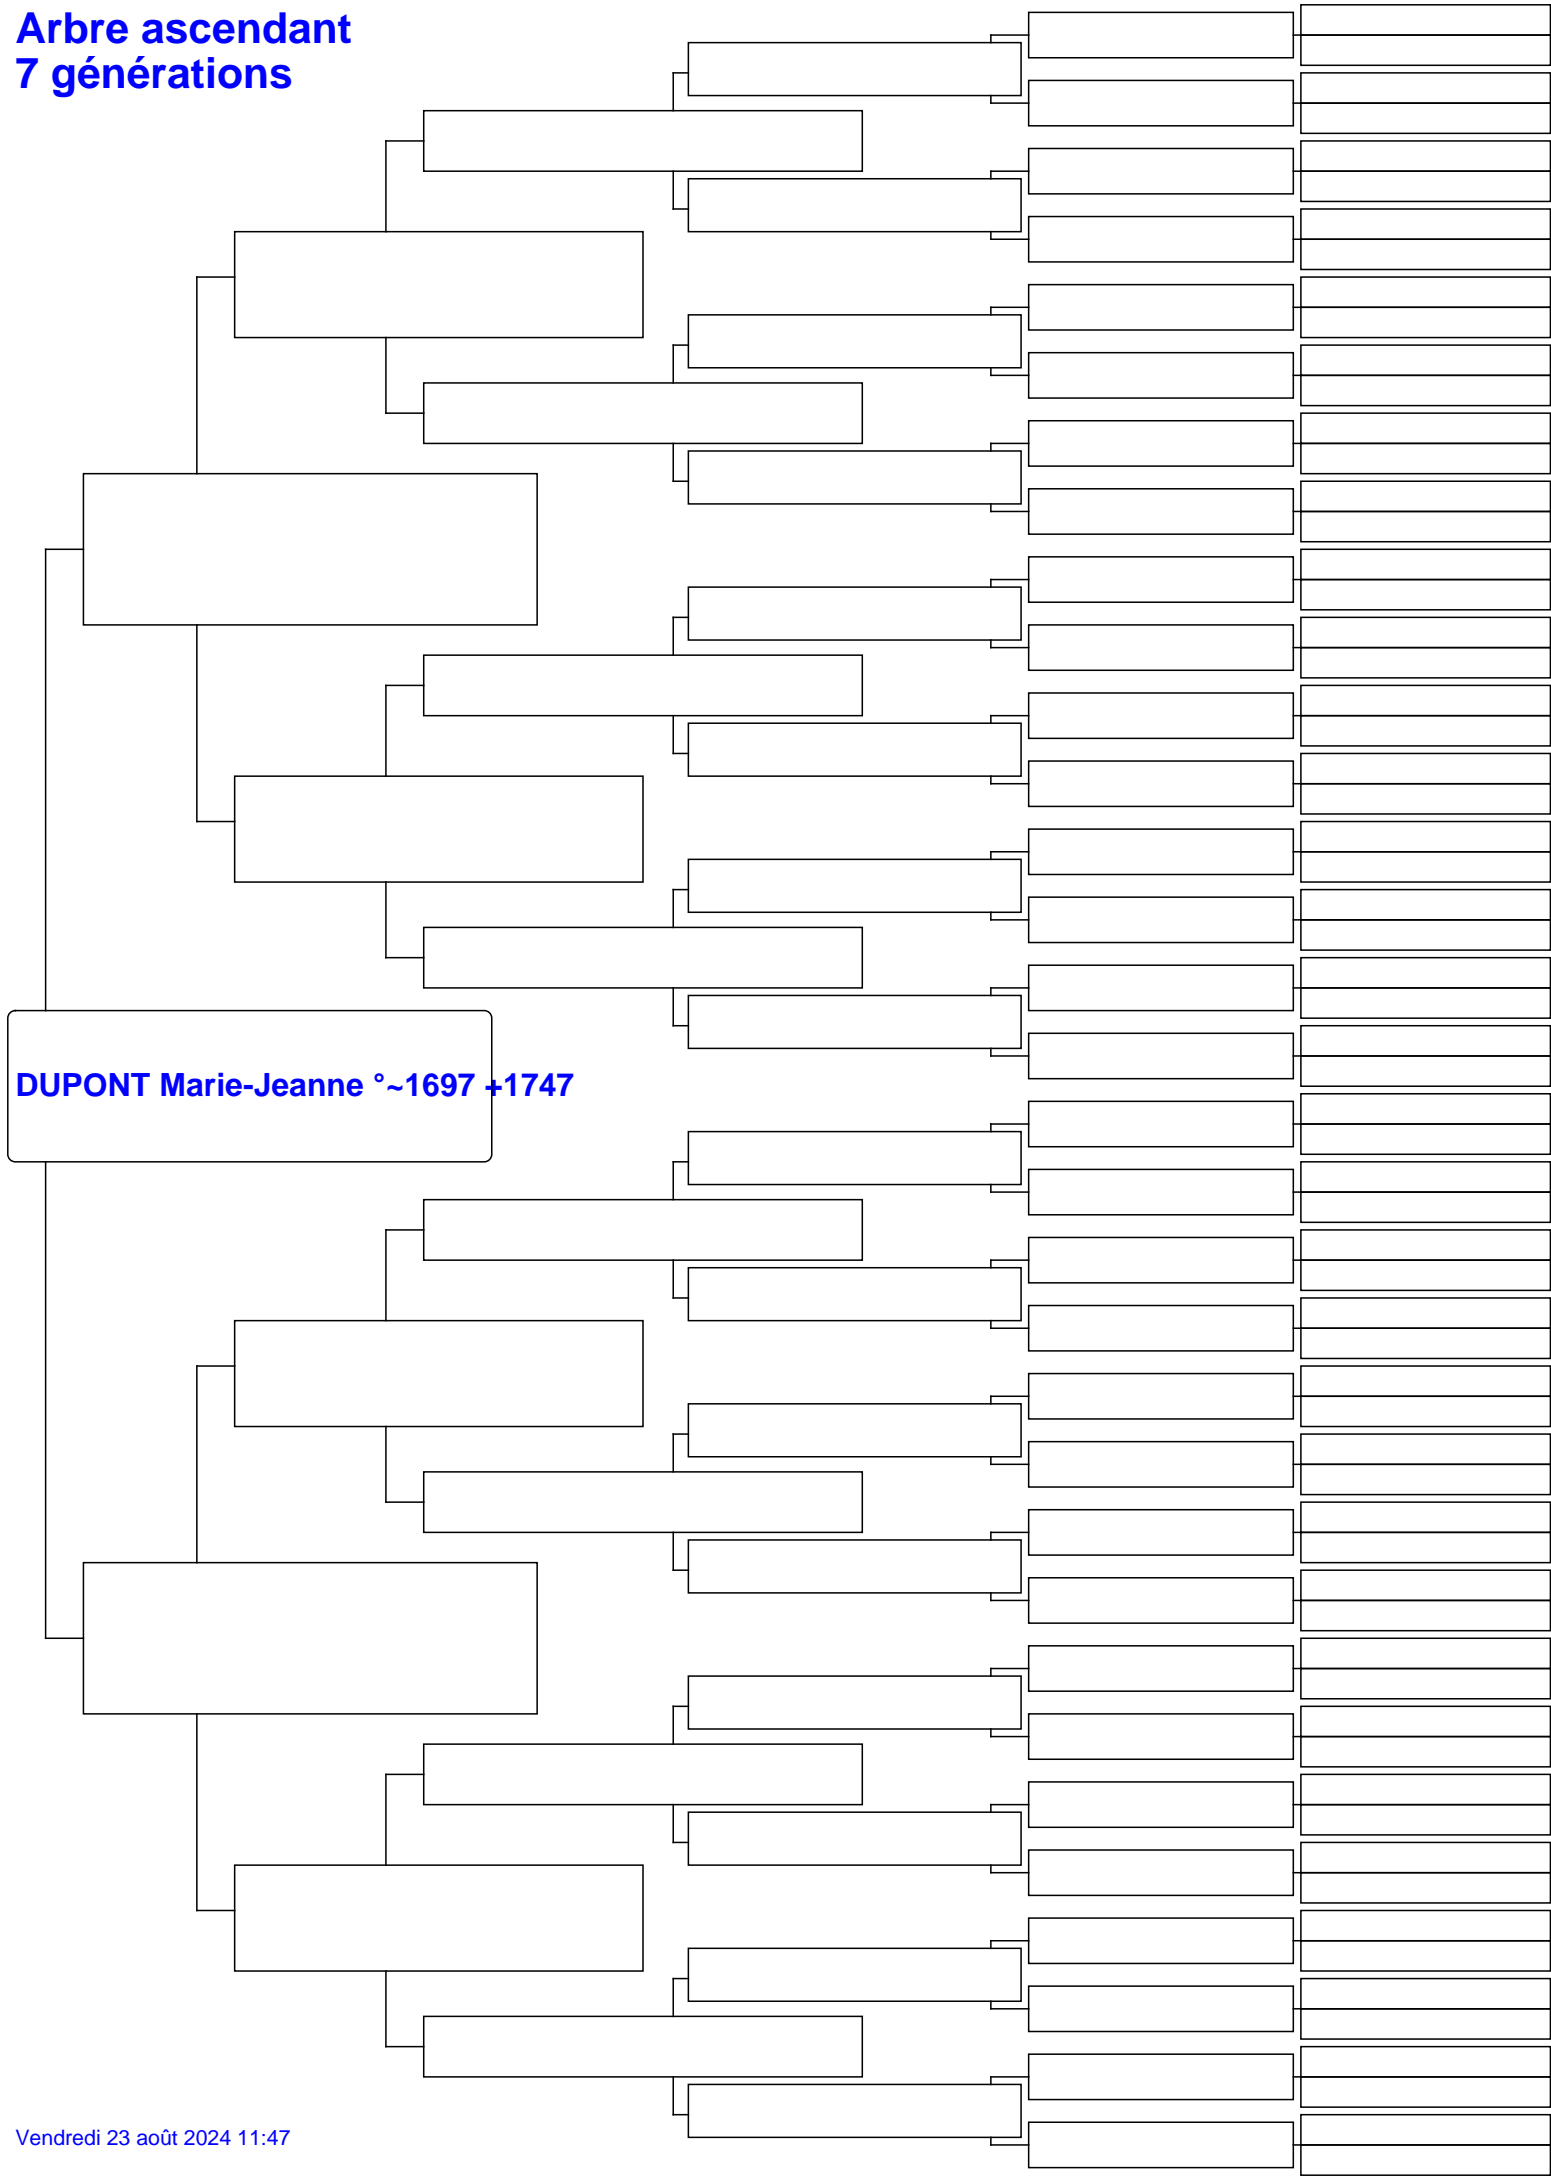 Arbre ascendant
7 générations
DUPONT Marie-Jeanne °~1697 +1747
Vendredi 23 août 2024 11:47